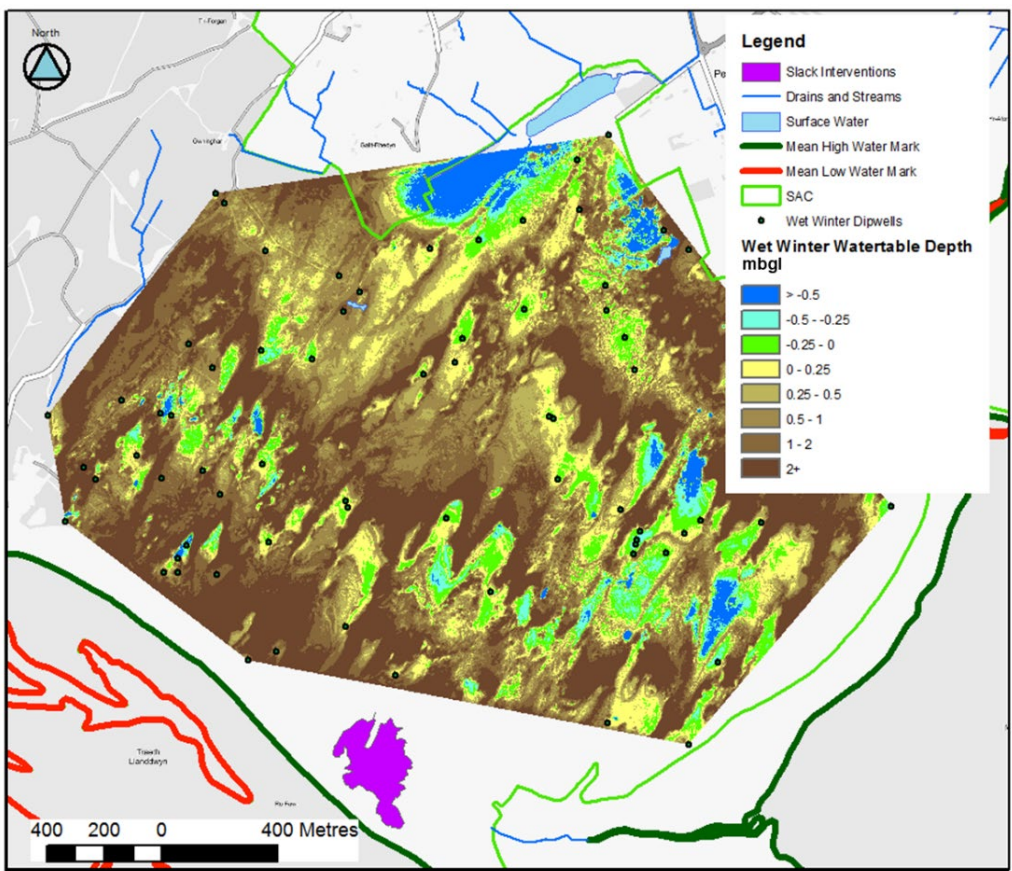 North
Legend
Slack Interventions
Drains and Streams
Surface Water
Mean High Water Mark
Mean Low Water Mark
SAC
Wet Winter Dipwells
Wet Winter Watertable Depth
mbgl
> -0.5
-0.5 - -0.25
-0.25 - 0
0 - 0.25
0.25 - 0.5
0.5 - 1
1 - 2
2+
Pe
Traeth
Llanddwyn
400 200 0 400 Metres